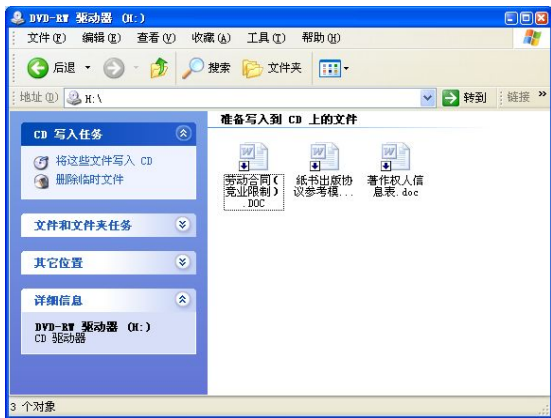 DVD-RW 驱动器 (H:)
文件(F) 编辑(E) 查看(V) 收藏(A) 工具(T) 帮助(H)
后退 搜索 文件夹
地址(D) H:\ 转到 链接 »
CD 写入任务
将这些文件写入 CD
删除临时文件
文件和文件夹任务
其它位置
详细信息
DVD-RW 驱动器 (H:)
CD 驱动器
准备写入到 CD 上的文件
劳动合同(
竞业限制)
.DOC
纸书出版协
议参考模...
著作权人信
息表.doc
3 个对象